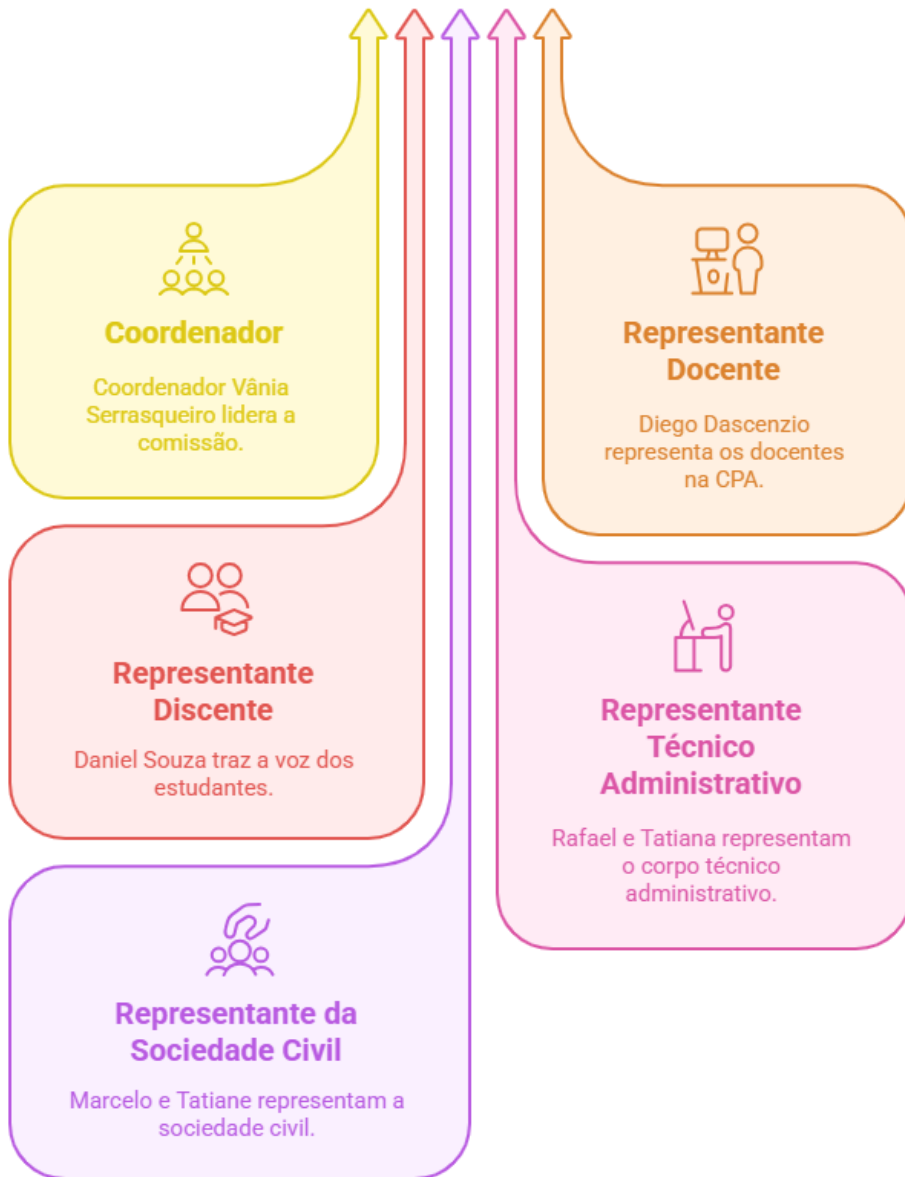 Coordenador
Coordenador Vânia
Serrasqueiro lidera a
comissão.
Representante
Docente
Diego Dascenzio
representa os docentes
na CPA.
Representante
Discente
Daniel Souza traz a voz dos
estudantes.
Representante
Técnico
Administrativo
Rafael e Tatiana representam
o corpo técnico
administrativo.
Representante da
Sociedade Civil
Marcelo e Tatiane representam a
sociedade civil.